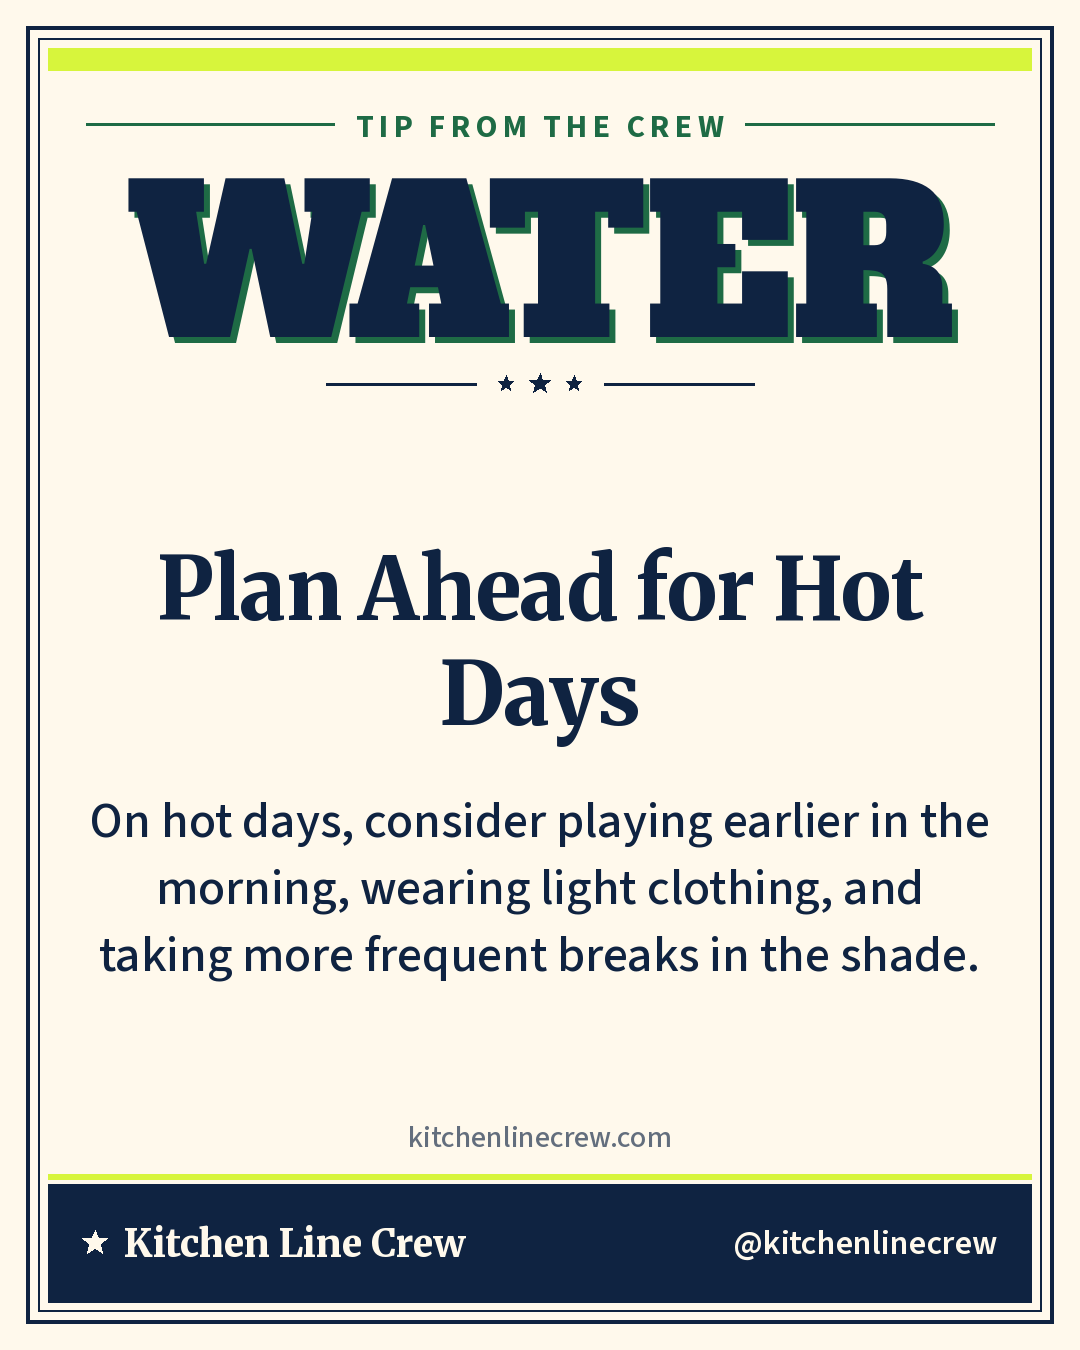 TIP FROM THE CREW
WATER
Plan Ahead for Hot
Days
On hot days, consider playing earlier in the
morning, wearing light clothing, and
taking more frequent breaks in the shade.
kitchenlinecrew.com
Kitchen Line Crew
@kitchenlinecrew